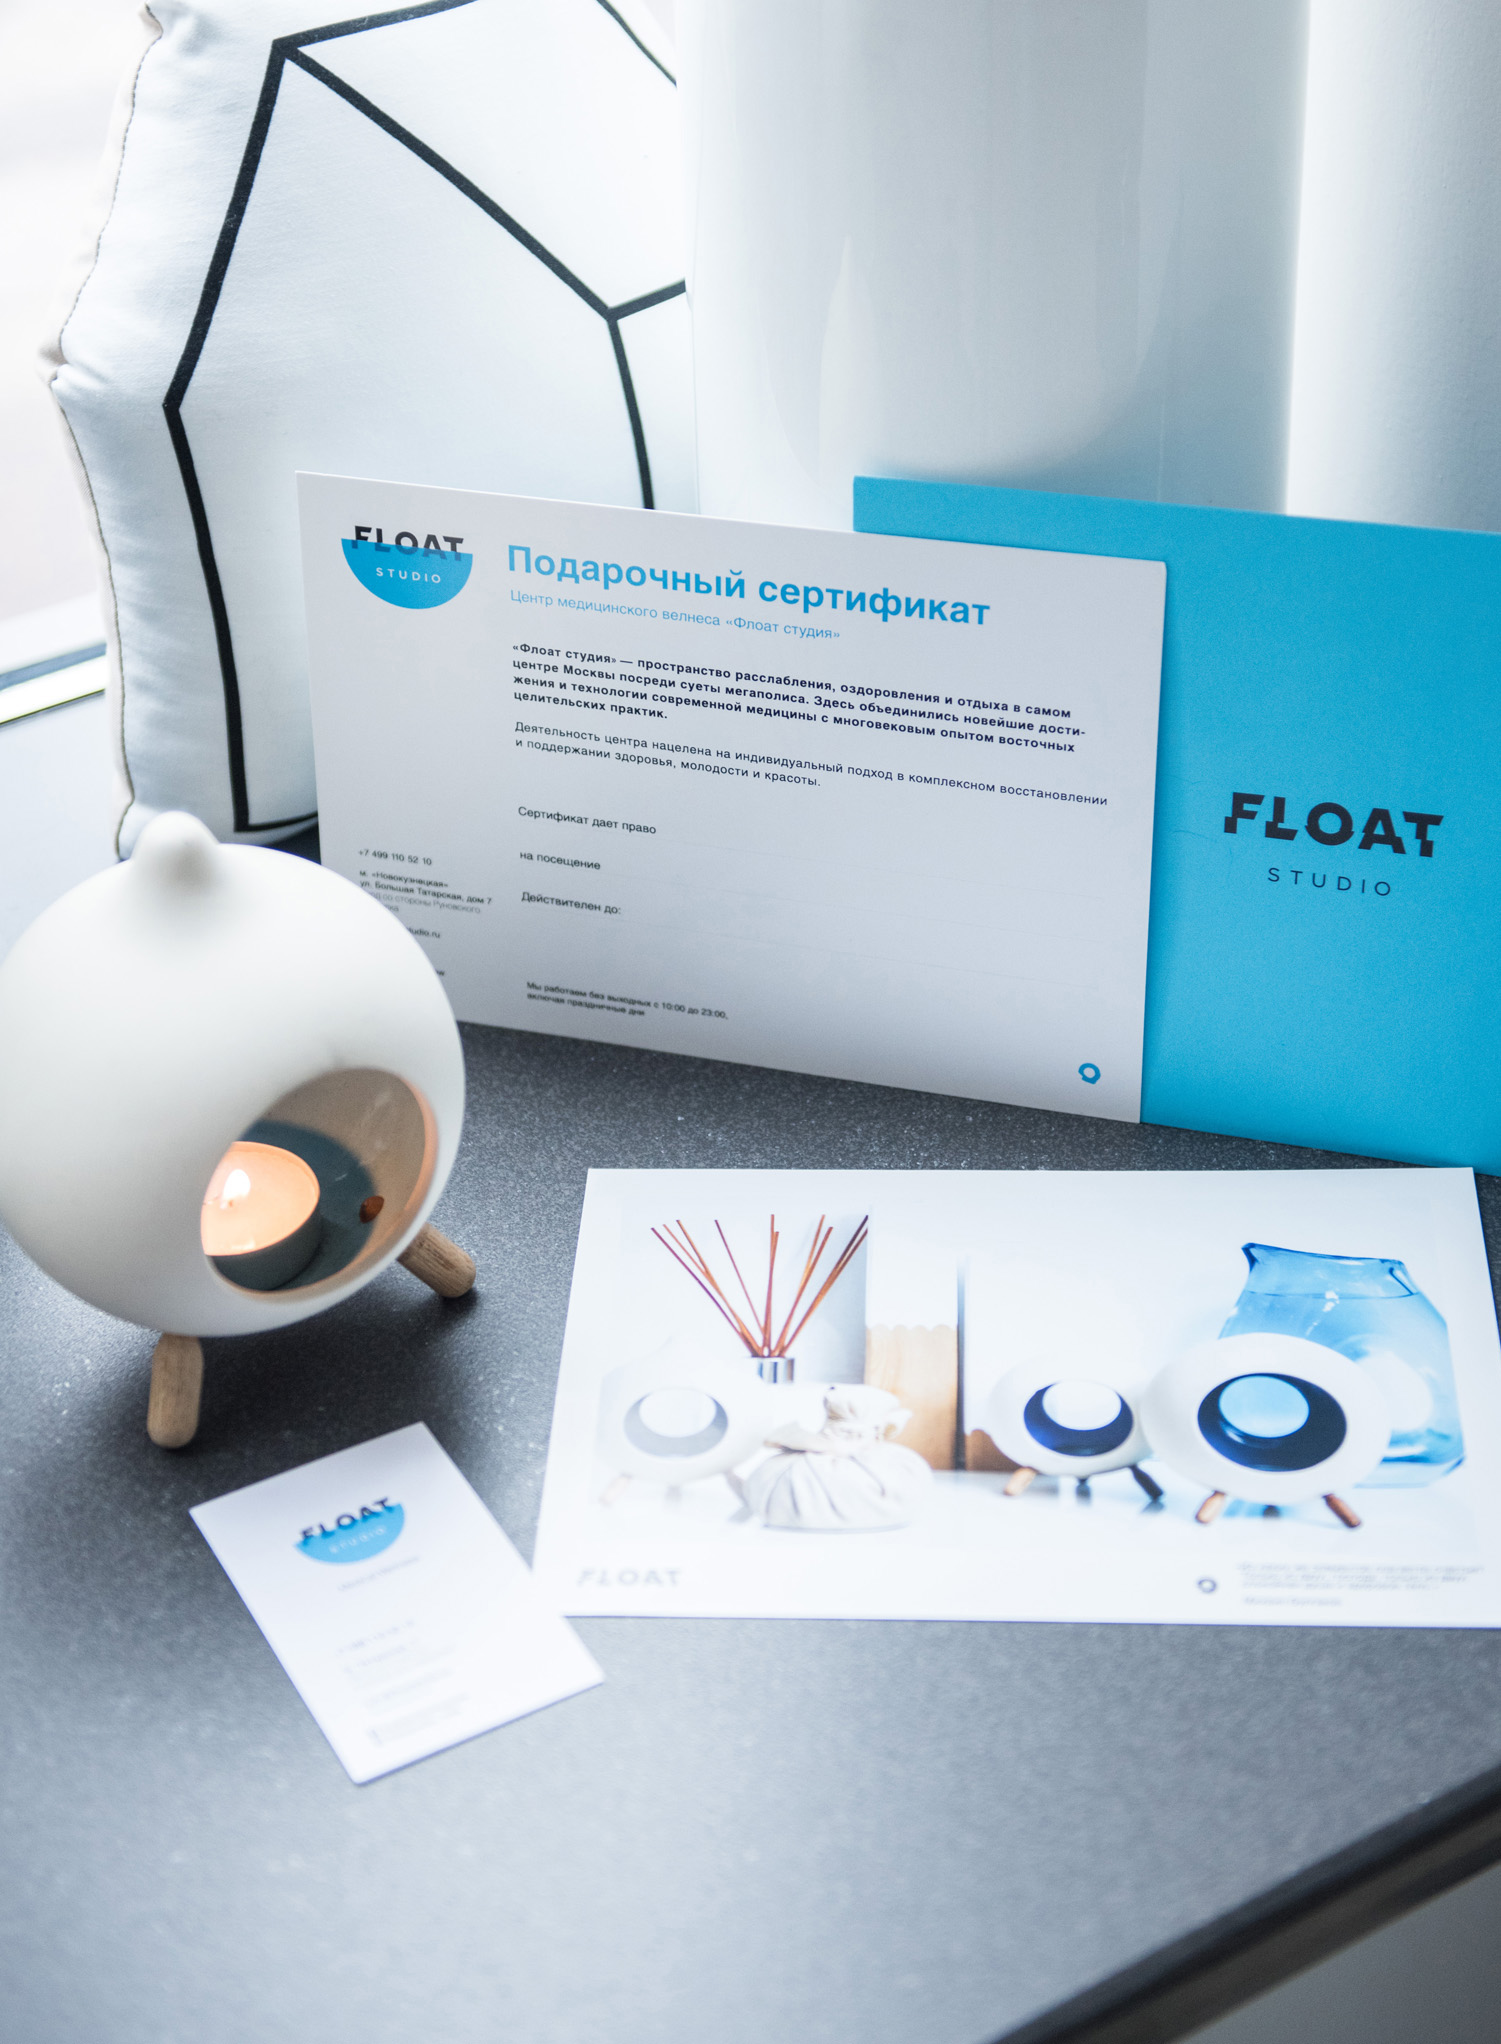 FLOAT
STUDIO
Подарочный сертификат
Центр медицинского велнеса «Флоат студия»
«Флоат студия» — пространство расслабления, оздоровления и отдыха в самом
центре Москвы посреди суеты мегаполиса. Здесь объединились новейшие дости-
жения и технологии современной медицины с многовековым опытом восточных
целительских практик.
Деятельность центра нацелена на индивидуальный подход в комплексном восстановлении
и поддержании здоровья, молодости и красоты.
Сертификат дает право
на посещение
Действителен до:
+7 499 110 52 10
м. «Новокузнецкая»
ул. Большая Татарская, дом 7
со стороны Руновского
Мы работаем без выходных с 10:00 до 23:00,
включая праздничные дни
FLOAT
STUDIO
FLOAT
STUDIO
FLOAT